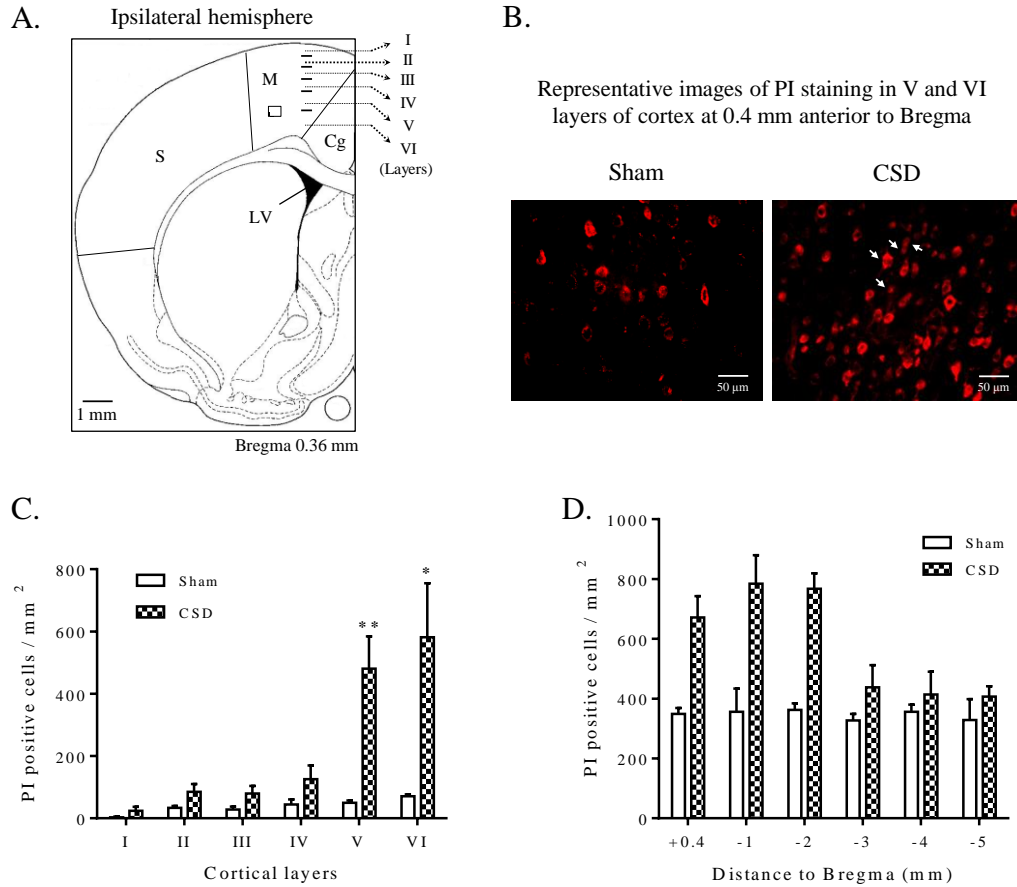 A.
Ipsilateral hemisphere
I
II
III
IV
V
VI
(Layers)
M
S
Cg
LV
1 mm
Bregma 0.36 mm
B.
Representative images of PI staining in V and VI
layers of cortex at 0.4 mm anterior to Bregma
Sham
CSD
50 μm
50 μm
C.
PI positive cells / mm²
800
600
400
200
0
Sham
CSD
**
*
I II III IV V VI
Cortical layers
D.
PI positive cells / mm²
1000
800
600
400
200
0
Sham
CSD
+0.4 -1 -2 -3 -4 -5
Distance to Bregma (mm)